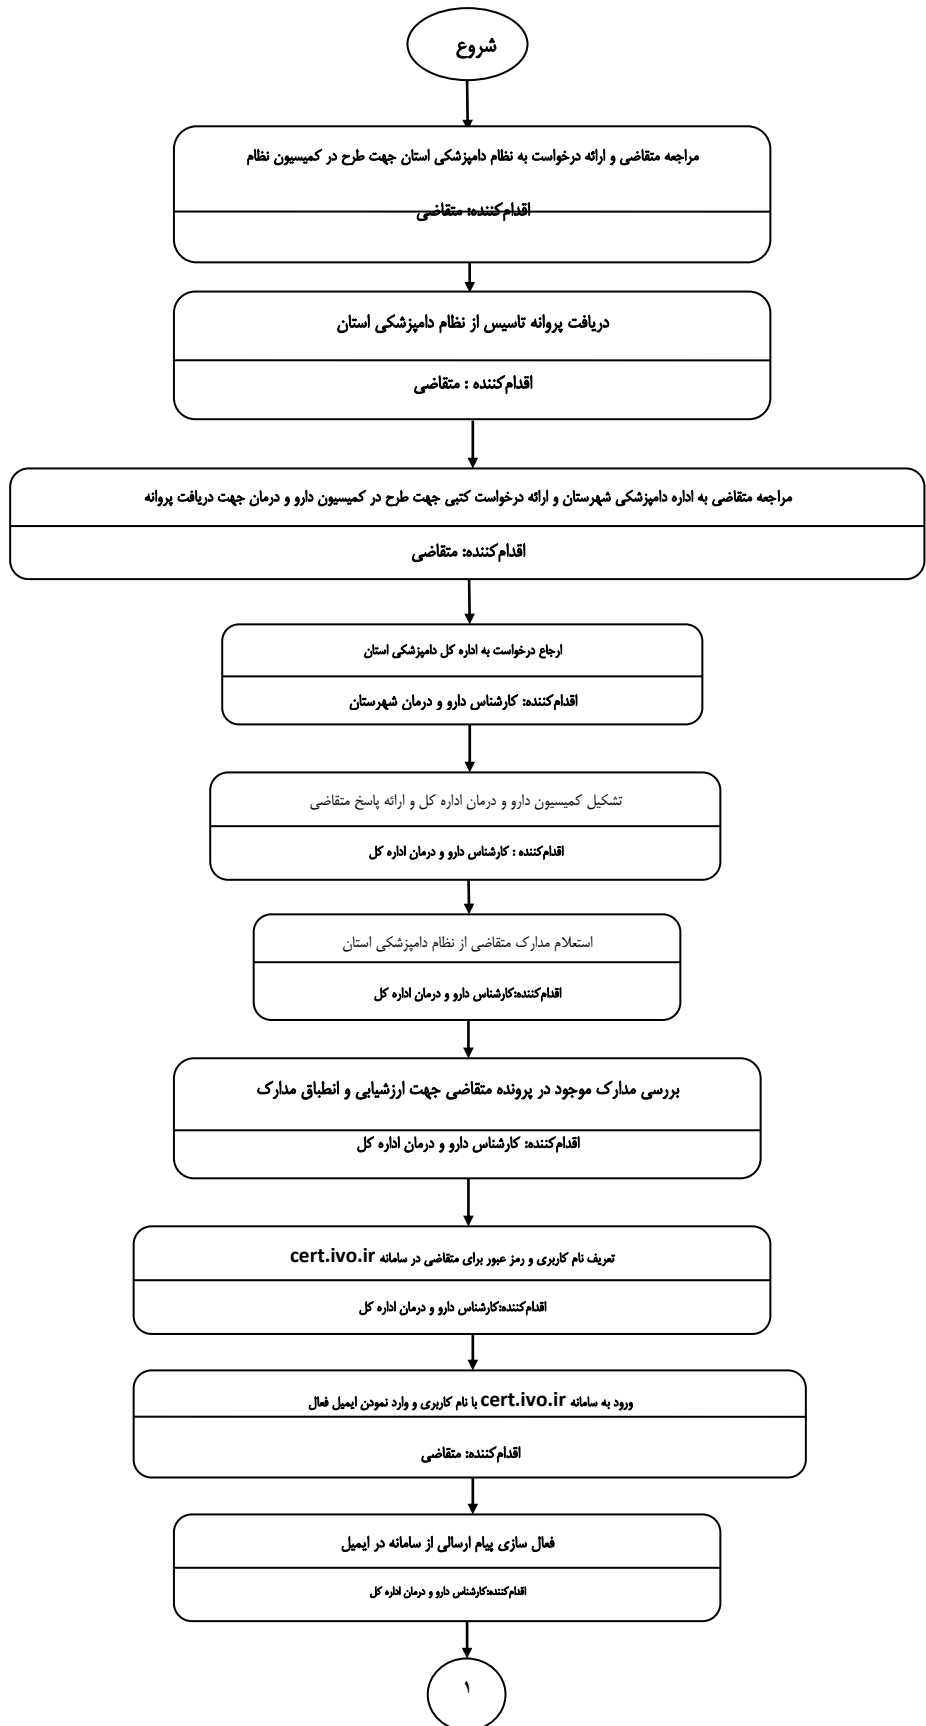 شروع
مراجعه متقاضی و ارائه درخواست به نظام دامپزشکی استان جهت طرح در کمیسیون نظام
اقدام‌کننده: متقاضی
دریافت پروانه تاسیس از نظام دامپزشکی استان
اقدام‌کننده : متقاضی
مراجعه متقاضی به اداره دامپزشکی شهرستان و ارائه درخواست کتبی جهت طرح در کمیسیون دارو و درمان جهت دریافت پروانه
اقدام‌کننده: متقاضی
ارجاع درخواست به اداره کل دامپزشکی استان
اقدام‌کننده: کارشناس دارو و درمان شهرستان
تشکیل کمیسیون دارو و درمان اداره کل و ارائه پاسخ متقاضی
اقدام‌کننده : کارشناس دارو و درمان اداره کل
استعلام مدارک متقاضی از نظام دامپزشکی استان
اقدام‌کننده:کارشناس دارو و درمان اداره کل
بررسی مدارک موجود در پرونده متقاضی جهت ارزشیابی و انطباق مدارک
اقدام‌کننده: کارشناس دارو و درمان اداره کل
تعریف نام کاربری و رمز عبور برای متقاضی در سامانه cert.ivo.ir
اقدام‌کننده:کارشناس دارو و درمان اداره کل
ورود به سامانه cert.ivo.ir با نام کاربری و وارد نمودن ایمیل فعال
اقدام‌کننده: متقاضی
فعال سازی پیام ارسالی از سامانه در ایمیل
اقدام‌کننده:کارشناس دارو و درمان اداره کل
۱